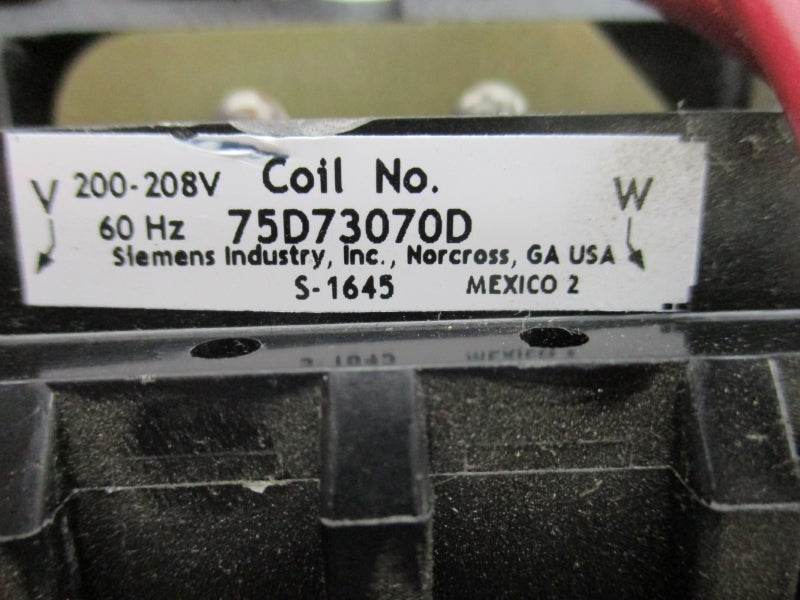 V 200-208V Coil No. W
60 Hz 75D73070D
Siemens Industry, Inc., Norcross, GA USA
S-1645 MEXICO 2